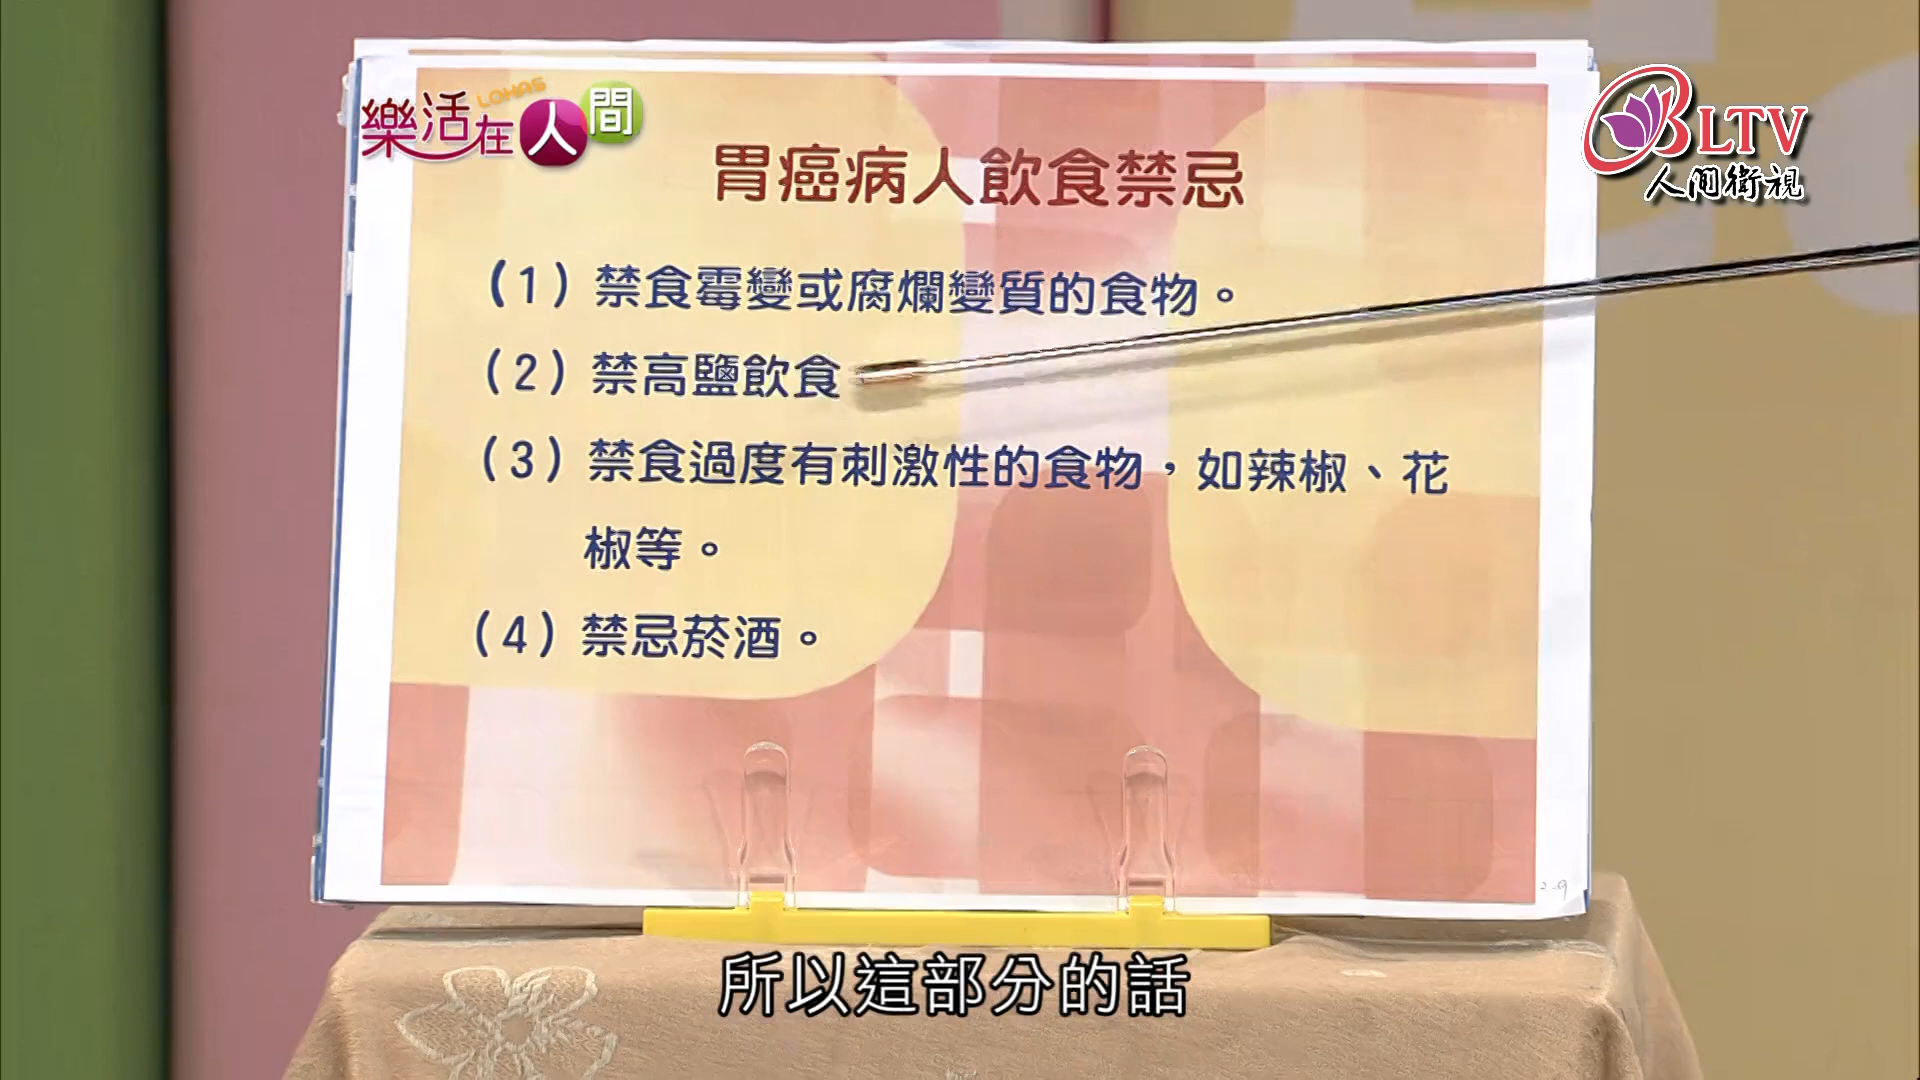 樂活在人間
LOHAS
BLTV
人間衛視
胃癌病人飲食禁忌
(1) 禁食霉變或腐爛變質的食物。
(2) 禁高鹽飲食
(3) 禁食過度有刺激性的食物，如辣椒、花
椒等。
(4) 禁忌菸酒。
2-9
所以這部分的話